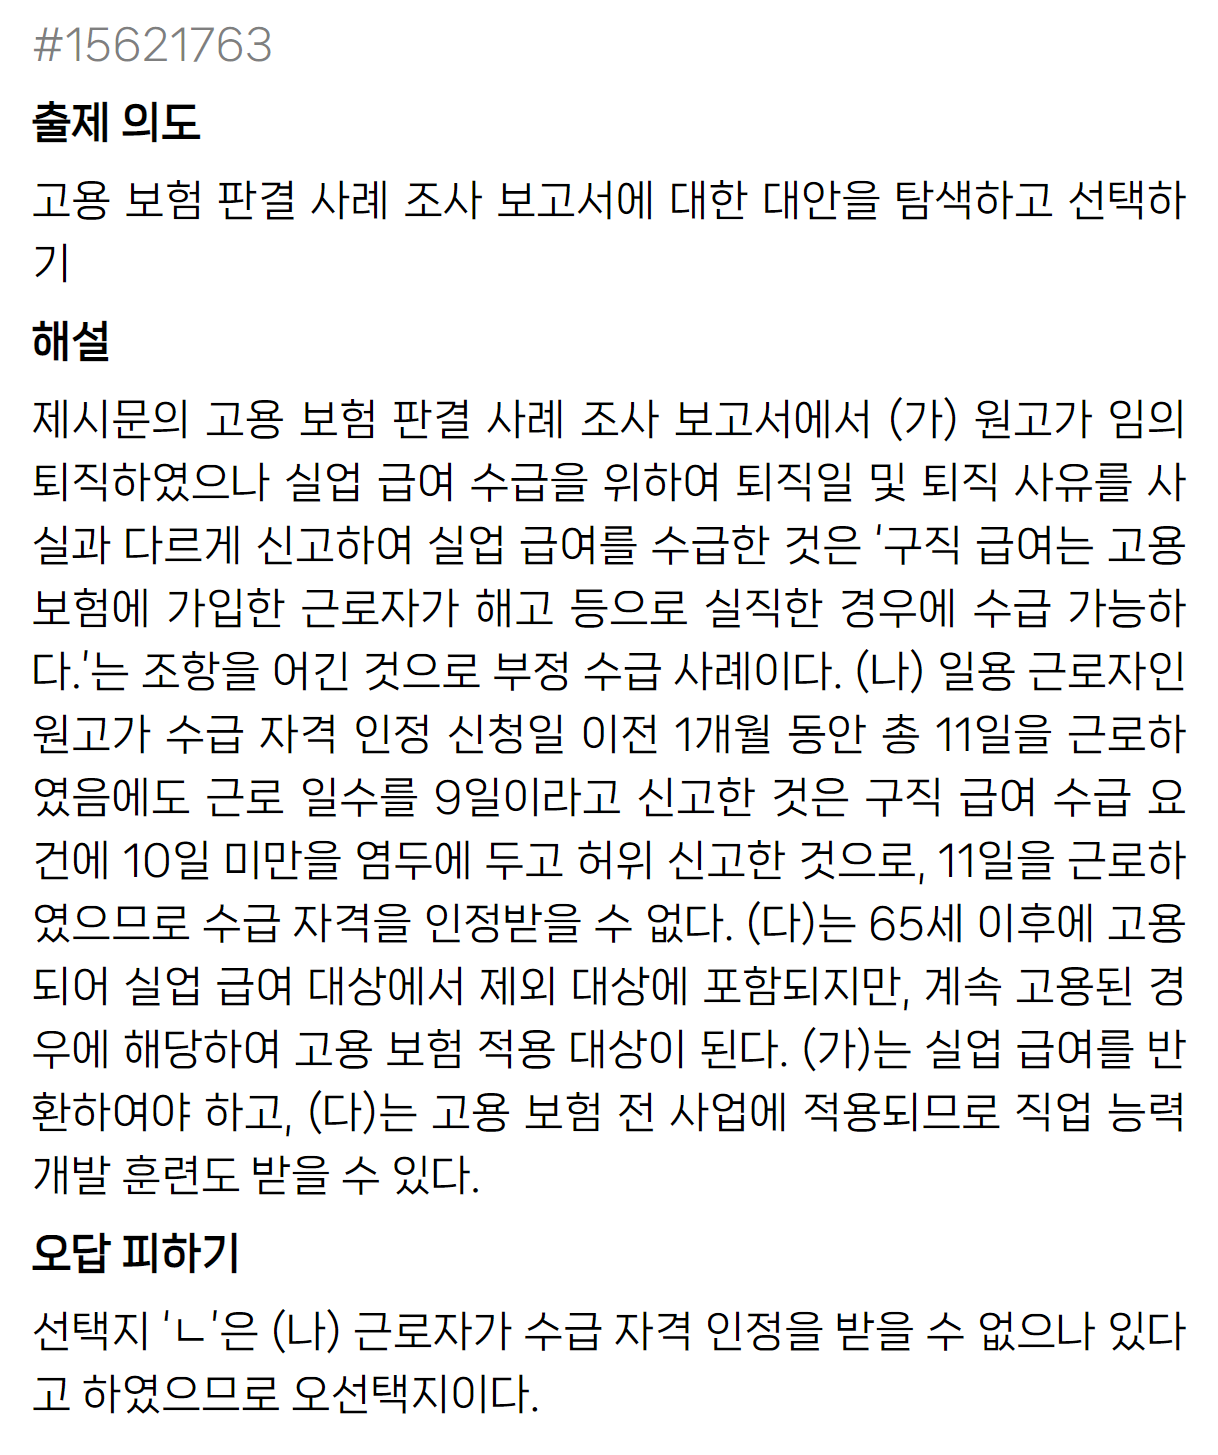 #15621763
출제 의도
고용 보험 판결 사례 조사 보고서에 대한 대안을 탐색하고 선택하
기
해설
제시문의 고용 보험 판결 사례 조사 보고서에서 (가) 원고가 임의
퇴직하였으나 실업 급여 수급을 위하여 퇴직일 및 퇴직 사유를 사
실과 다르게 신고하여 실업 급여를 수급한 것은 '구직 급여는 고용
보험에 가입한 근로자가 해고 등으로 실직한 경우에 수급 가능하
다.'는 조항을 어긴 것으로 부정 수급 사례이다. (나) 일용 근로자인
원고가 수급 자격 인정 신청일 이전 1개월 동안 총 11일을 근로하
였음에도 근로 일수를 9일이라고 신고한 것은 구직 급여 수급 요
건에 10일 미만을 염두에 두고 허위 신고한 것으로, 11일을 근로하
였으므로 수급 자격을 인정받을 수 없다. (다)는 65세 이후에 고용
되어 실업 급여 대상에서 제외 대상에 포함되지만, 계속 고용된 경
우에 해당하여 고용 보험 적용 대상이 된다. (가)는 실업 급여를 반
환하여야 하고, (다)는 고용 보험 전 사업에 적용되므로 직업 능력
개발 훈련도 받을 수 있다.
오답 피하기
선택지 'ㄴ'은 (나) 근로자가 수급 자격 인정을 받을 수 없으나 있다
고 하였으므로 오선택지이다.